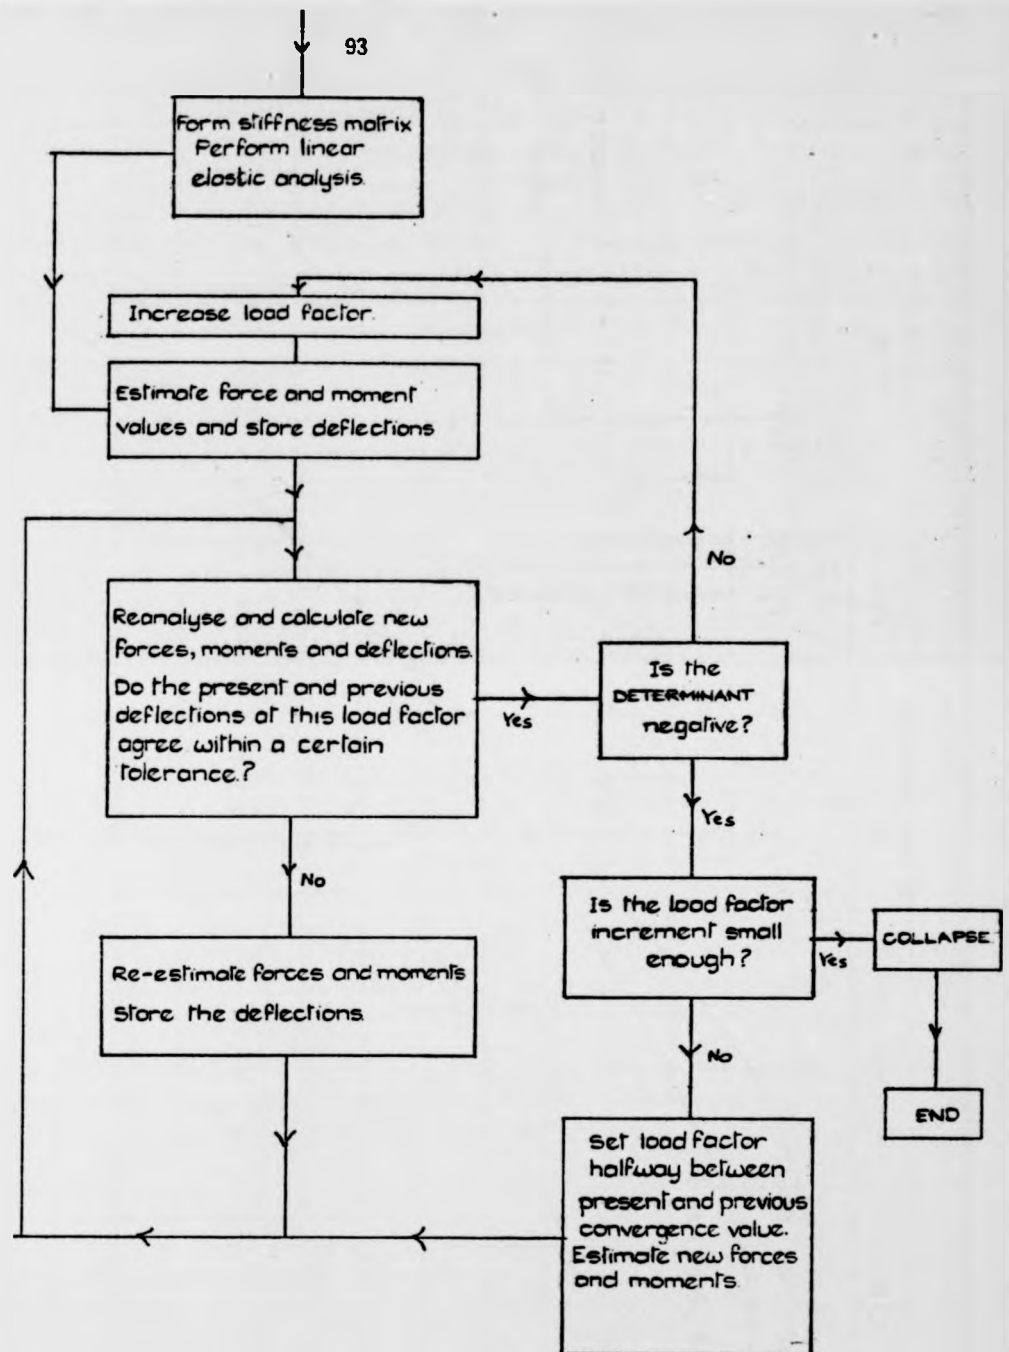 93
Form stiffness matrix
Perform linear
elastic analysis.
Increase load factor.
Estimate force and moment
values and store deflections
No
Reanalyse and calculate new
forces, moments and deflections.
Do the present and previous
deflections at this load factor
agree within a certain
tolerance.?
Yes
Is the
DETERMINANT
negative?
Yes
No
Is the load factor
increment small
enough?
Yes
COLLAPSE
Re-estimate forces and moments
store the deflections.
No
END
Set load factor
halfway between
present and previous
convergence value.
Estimate new forces
and moments.